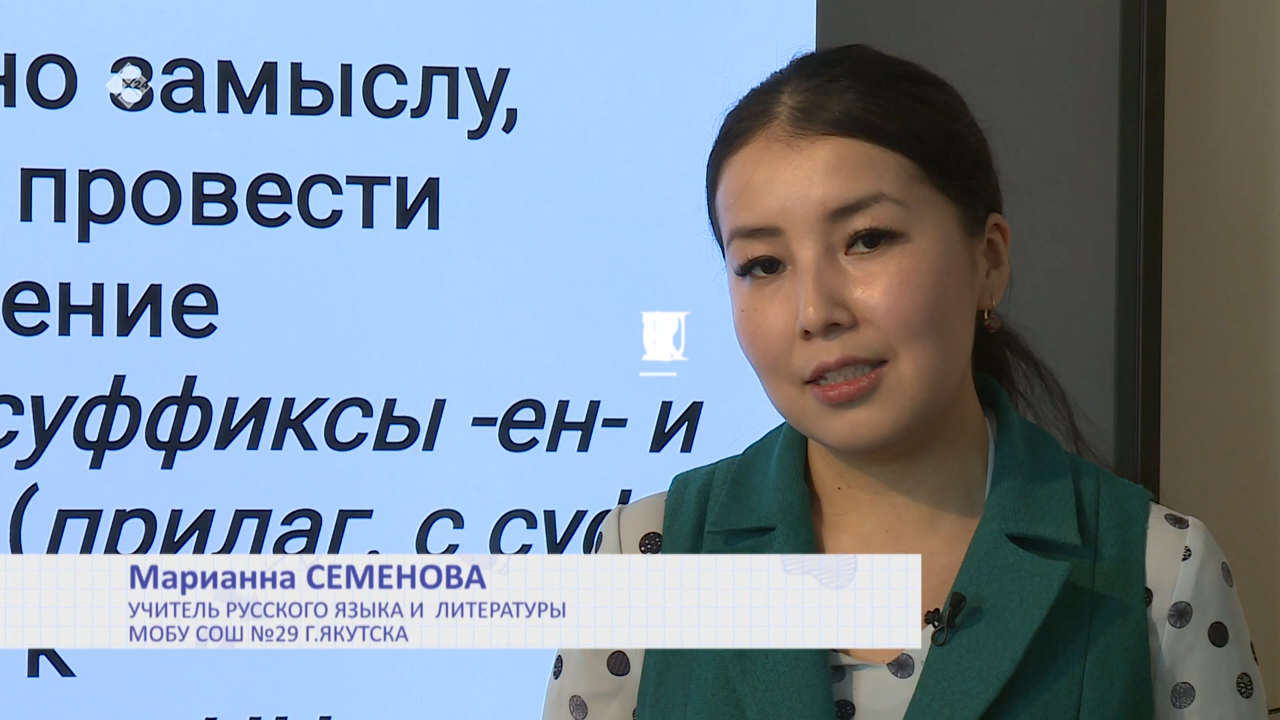 но замыслу,
провести
ение
суффиксы -ен- и
(прилаг. с суф
Марианна СЕМЕНОВА
УЧИТЕЛЬ РУССКОГО ЯЗЫКА И ЛИТЕРАТУРЫ
МОБУ СОШ №29 Г.ЯКУТСКА
к